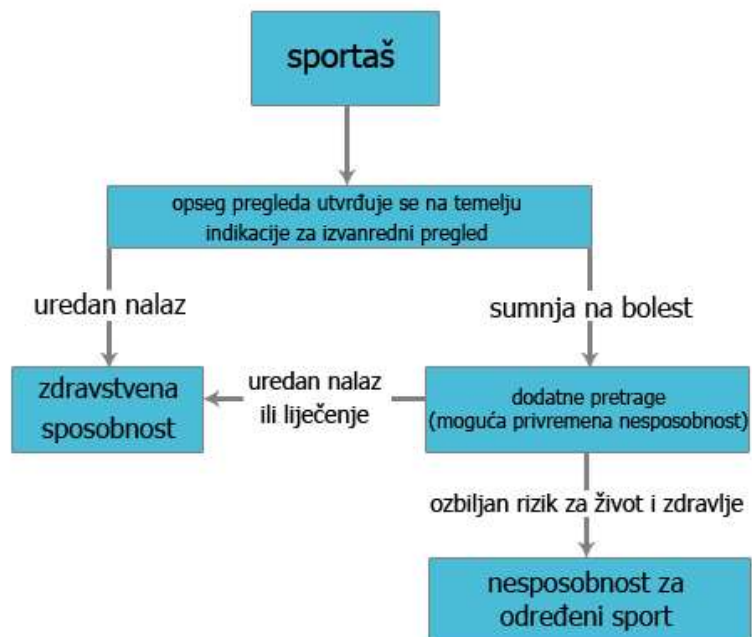 sportaš
opseg pregleda utvrđuje se na temelju
indikacije za izvanredni pregled
uredan nalaz
sumnja na bolest
zdravstvena
sposobnost
uredan nalaz
ili liječenje
dodatne pretrage
(moguća privremena nesposobnost)
ozbiljan rizik za život i zdravlje
nesposobnost za
određeni sport